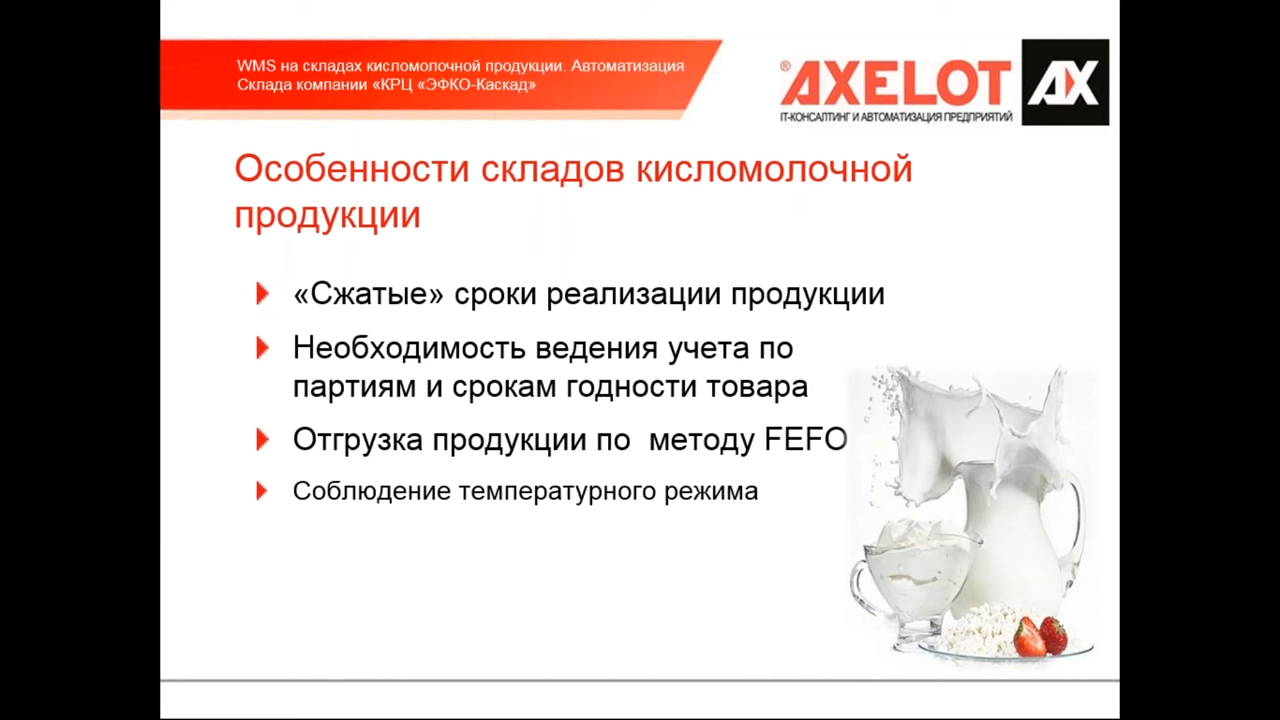 WMS на складах кисломолочной продукции. Автоматизация
Склада компании «КРЦ «ЭФКО-Каскад»
®AXELOT
AX
IT-КОНСАЛТИНГ И АВТОМАТИЗАЦИЯ ПРЕДПРИЯТИЙ
Особенности складов кисломолочной
продукции
«Сжатые» сроки реализации продукции
Необходимость ведения учета по
партиям и срокам годности товара
Отгрузка продукции по  методу FEFO
Соблюдение температурного режима